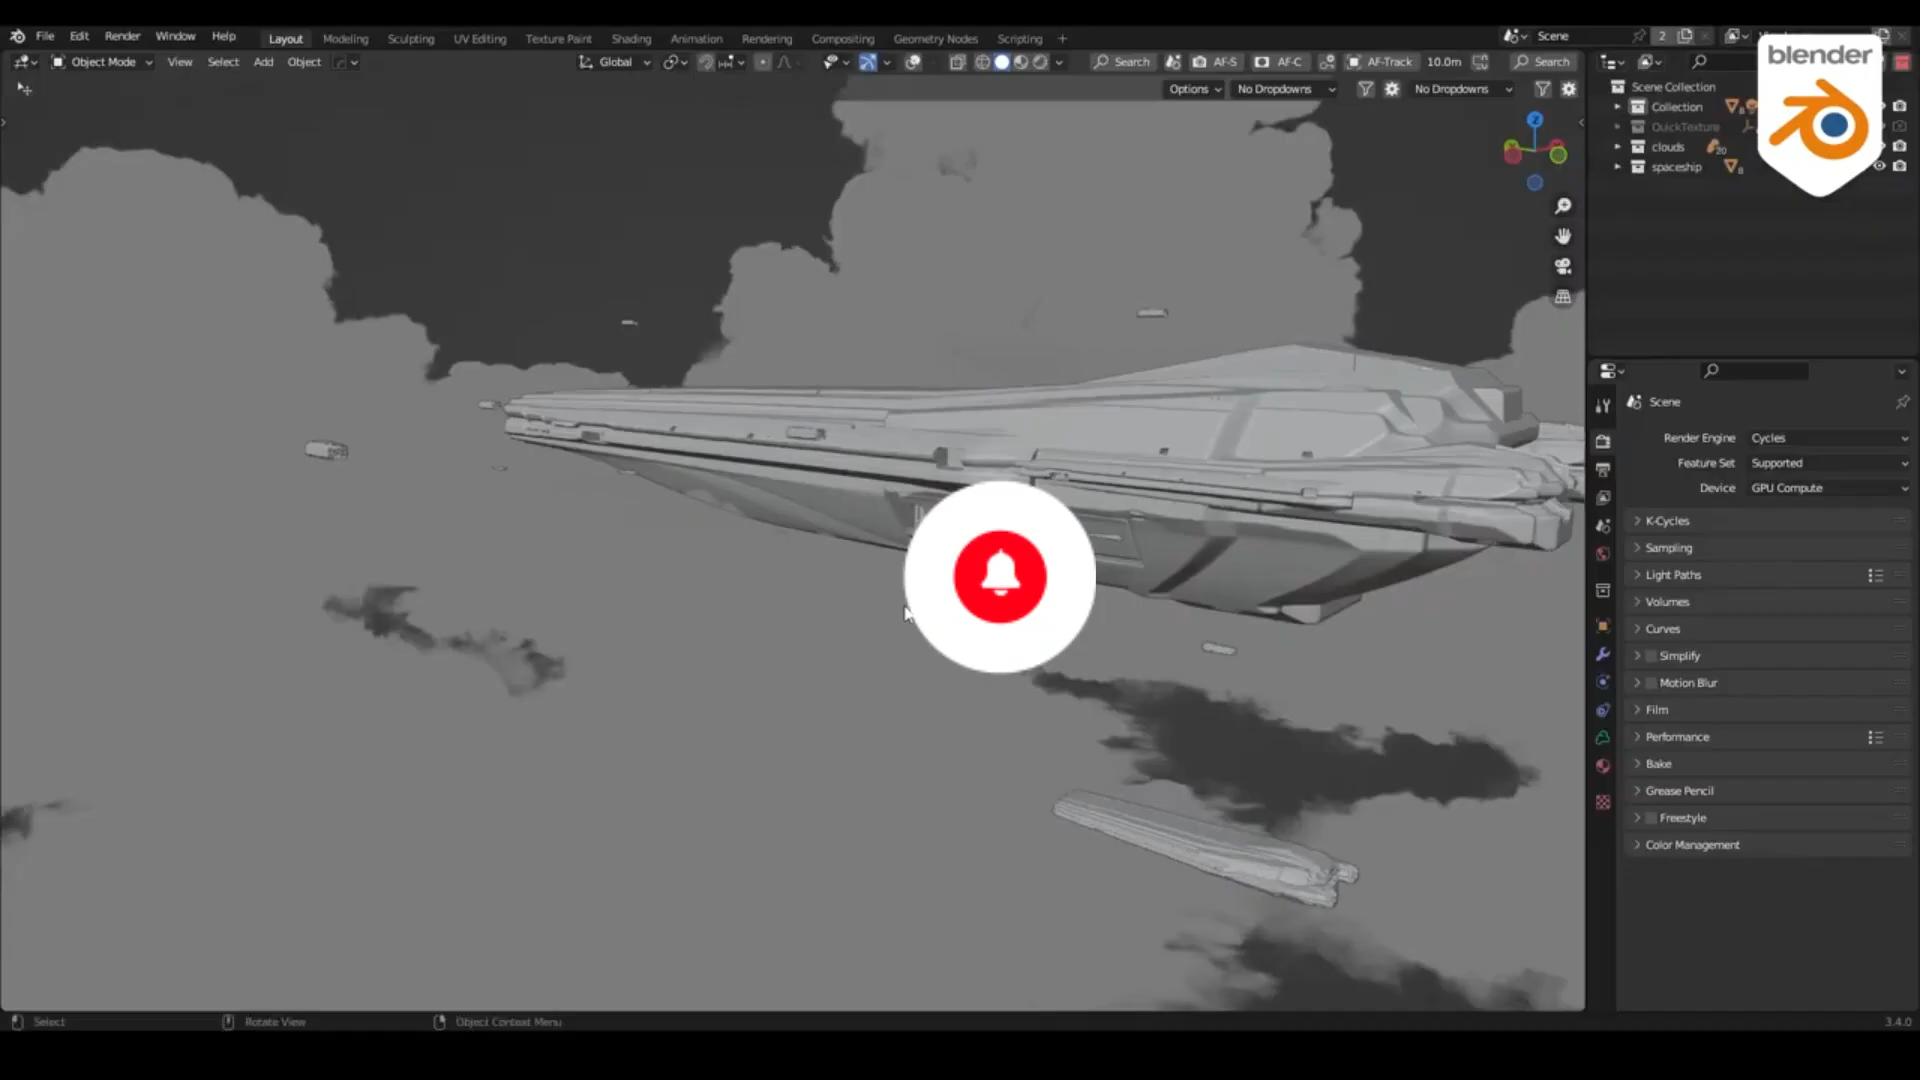 File Edit Render Window Help Layout Modeling Sculpting UV Editing Texture Paint Shading Animation Rendering Compositing Geometry Nodes Scripting + Scene 2
Object Mode View Select Add Object Global Search AF-S AF-C AF-Track 10.0m Search
Options No Dropdowns No Dropdowns
blender
Z
Scene Collection
Collection 8
QuickTexture
clouds 20
spaceship 8
Scene
Render Engine Cycles
Feature Set Supported
Device GPU Compute
K-Cycles
Sampling
Light Paths
Volumes
Curves
Simplify
Motion Blur
Film
Performance
Bake
Grease Pencil
Freestyle
Color Management
Select Rotate View Object Context Menu 3.4.0